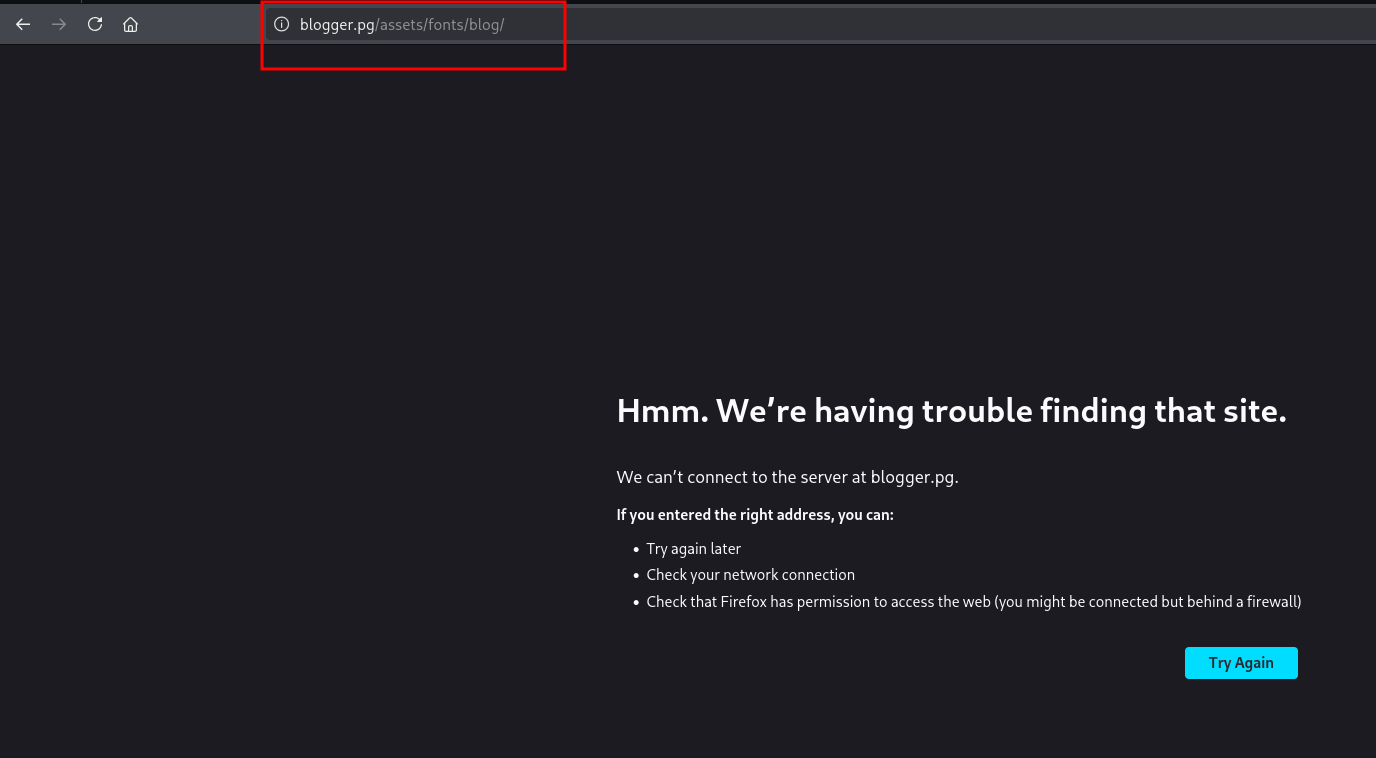 blogger.pg/assets/fonts/blog/
Hmm. We’re having trouble finding that site.
We can’t connect to the server at blogger.pg.
If you entered the right address, you can:
• Try again later
• Check your network connection
• Check that Firefox has permission to access the web (you might be connected but behind a firewall)
Try Again